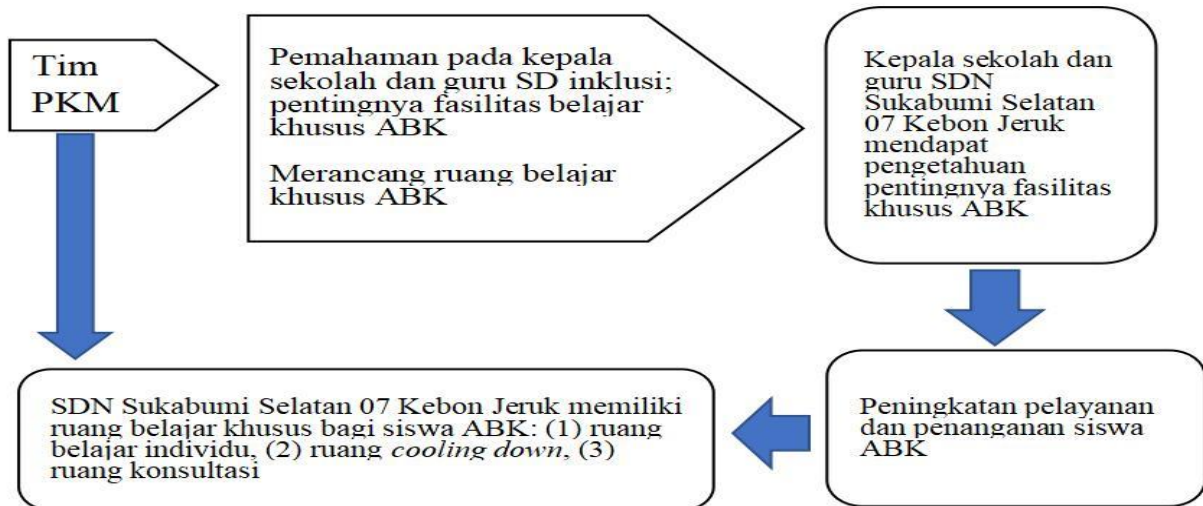 Tim
PKM
Pemahaman pada kepala
sekolah dan guru SD inklusi;
pentingnya fasilitas belajar
khusus ABK
Merancang ruang belajar
khusus ABK
Kepala sekolah dan
guru SDN
Sukabumi Selatan
07 Kebon Jeruk
mendapat
pengetahuan
pentingnya fasilitas
khusus ABK
Peningkatan pelayanan
dan penanganan siswa
ABK
SDN Sukabumi Selatan 07 Kebon Jeruk memiliki
ruang belajar khusus bagi siswa ABK: (1) ruang
belajar individu, (2) ruang cooling down, (3)
ruang konsultasi